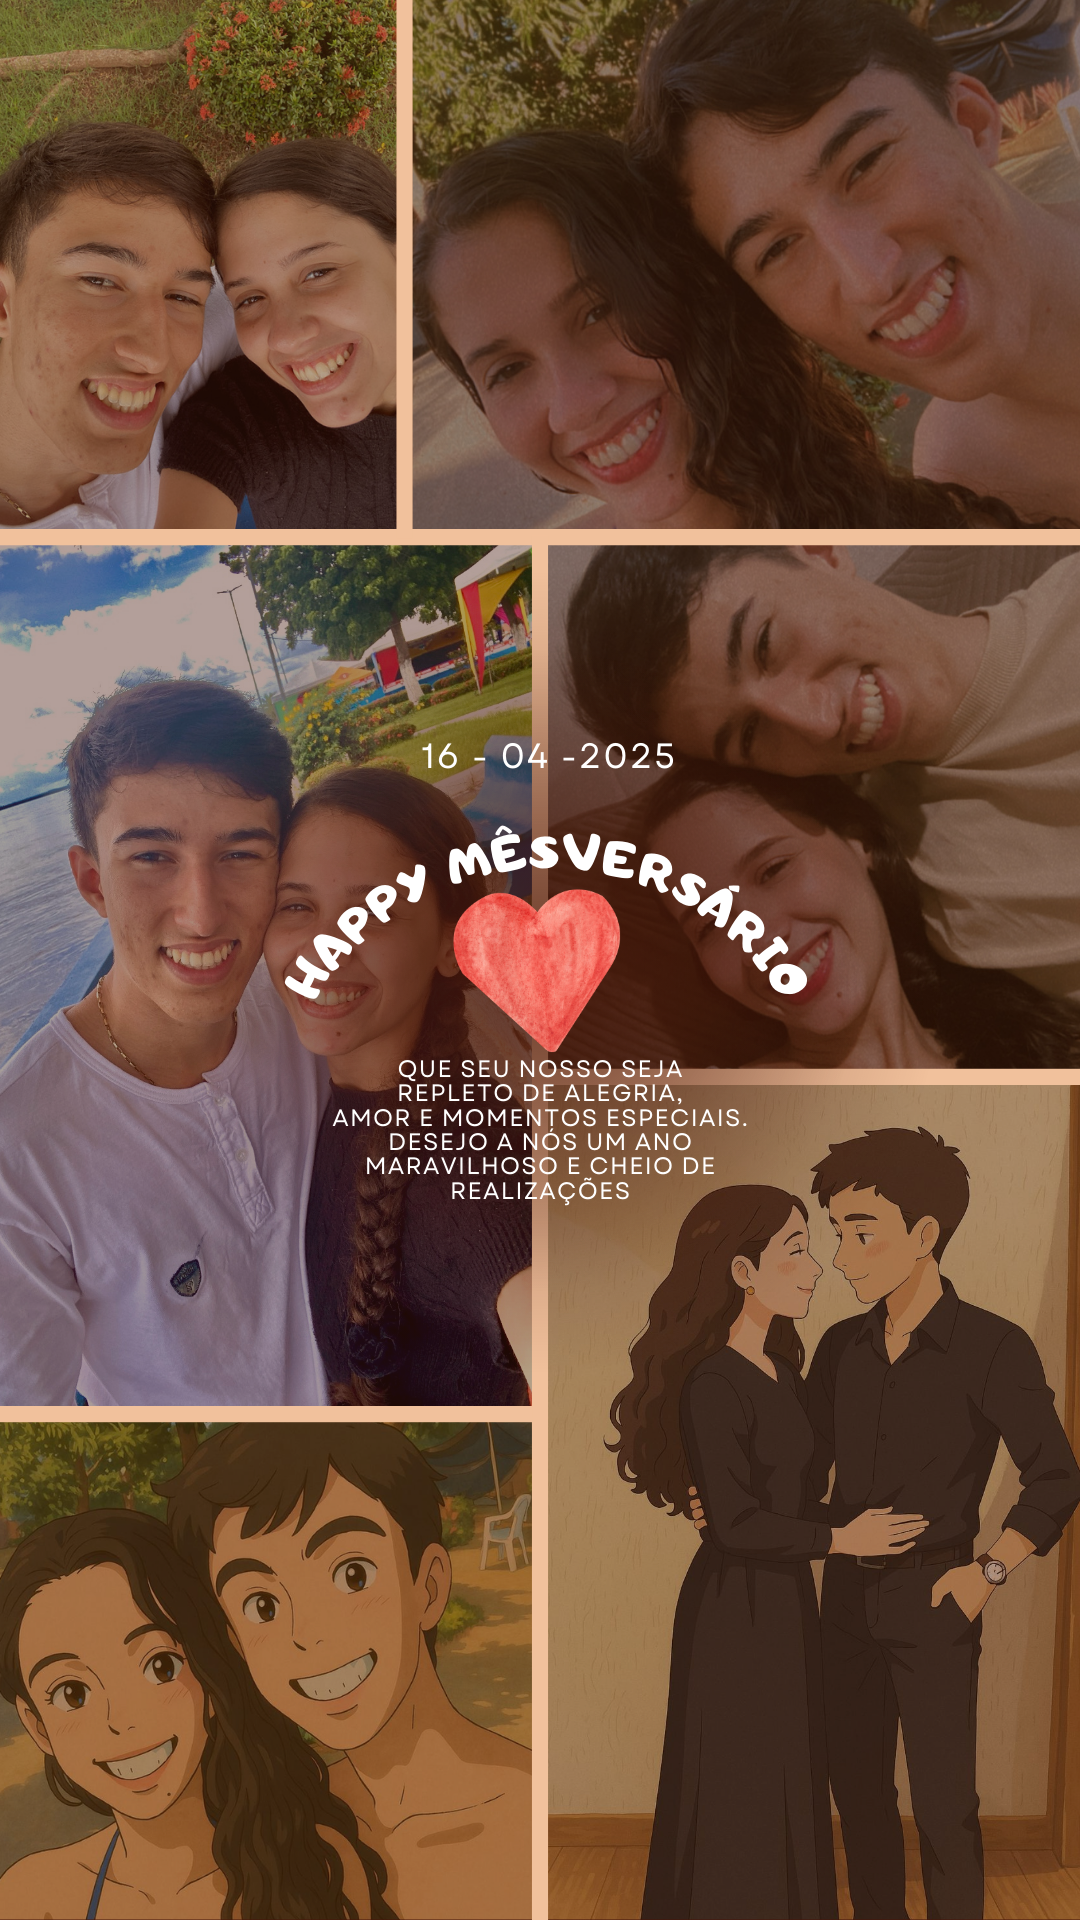 16 - 04 -2025
HAPPY MÊSVERSÁRIO
QUE SEU NOSSO SEJA
REPLETO DE ALEGRIA,
AMOR E MOMENTOS ESPECIAIS.
DESEJO A NÓS UM ANO
MARAVILHOSO E CHEIO DE
REALIZAÇÕES